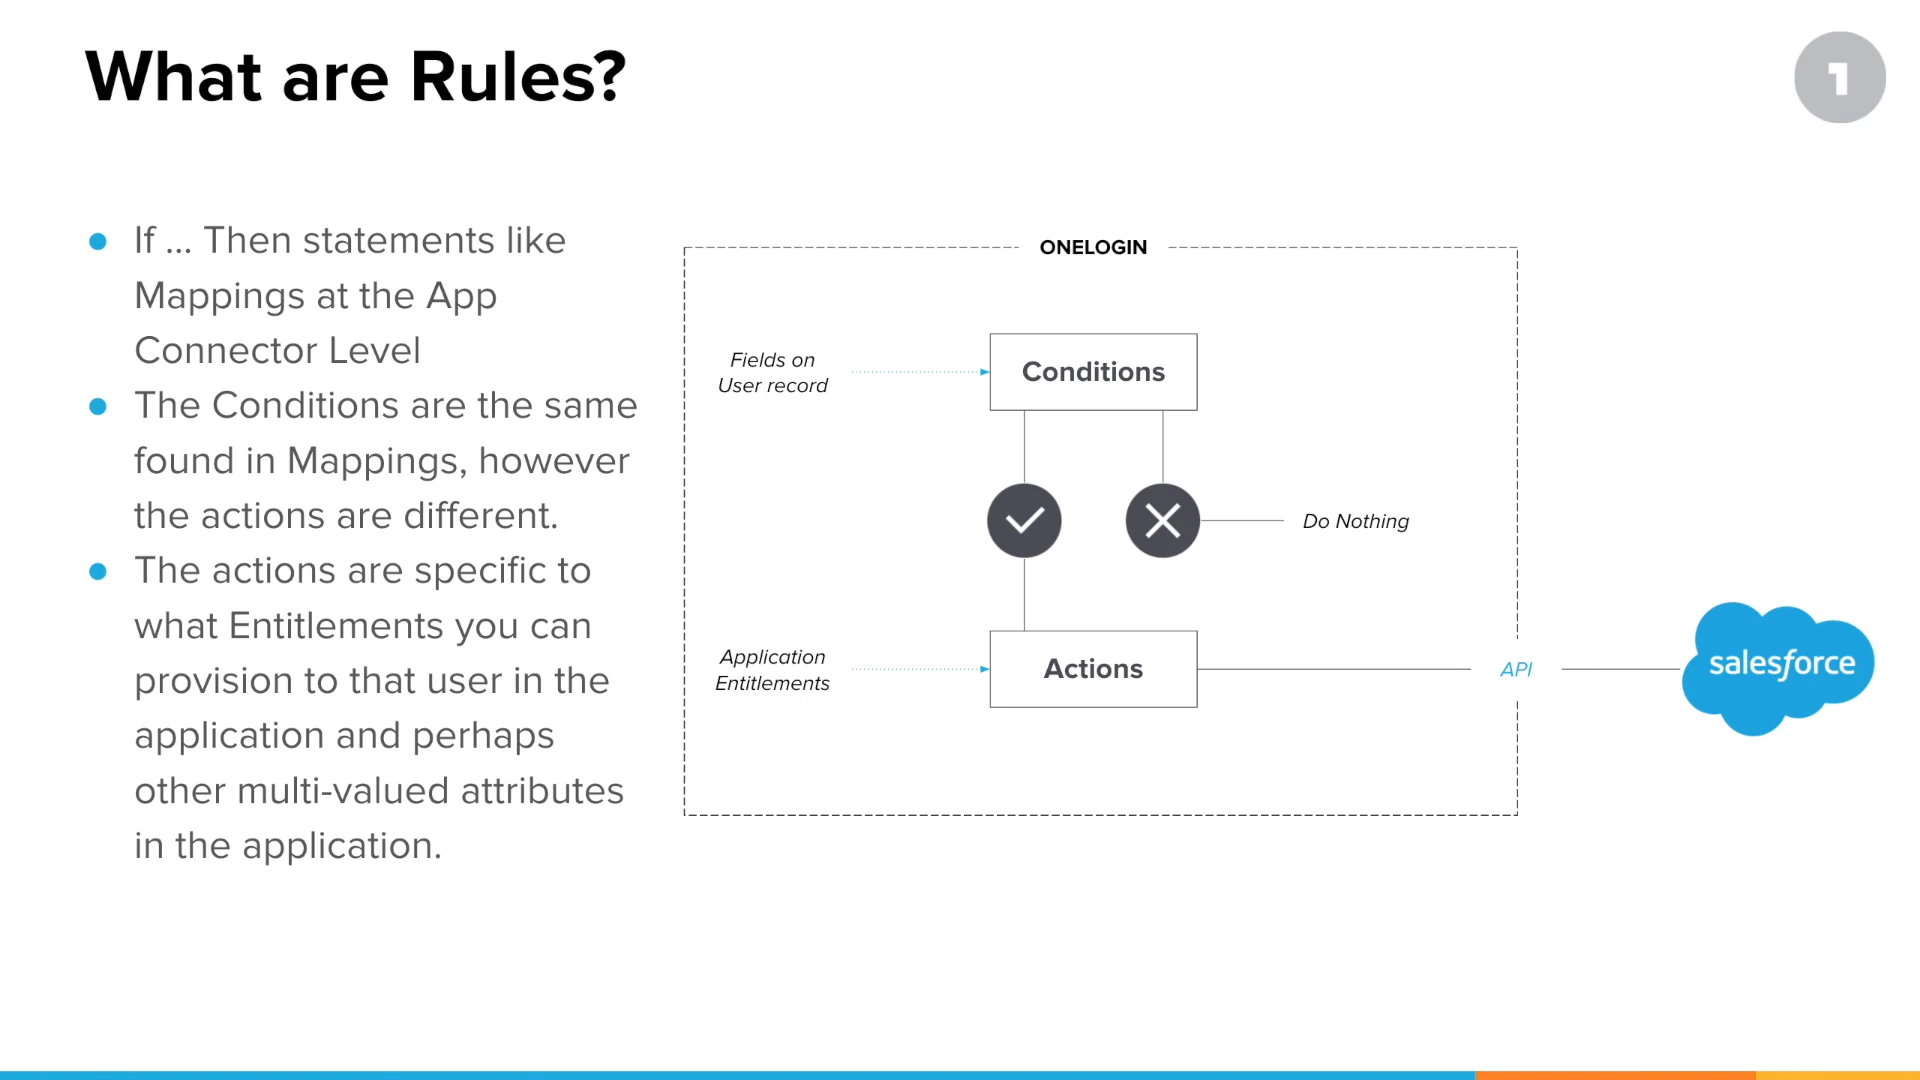 What are Rules?
1
If ... Then statements like
Mappings at the App
Connector Level
The Conditions are the same
found in Mappings, however
the actions are different.
The actions are specific to
what Entitlements you can
provision to that user in the
application and perhaps
other multi-valued attributes
in the application.
ONELOGIN
Fields on
User record
Conditions
Do Nothing
Application
Entitlements
Actions
API
salesforce